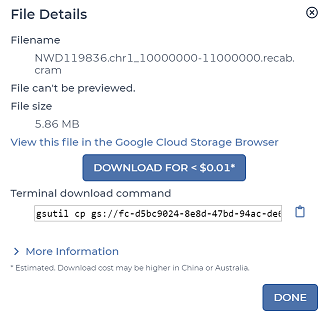 File Details
Filename
NWD119836.chr1_10000000-11000000.recab.
cram
File can't be previewed.
File size
5.86 MB
View this file in the Google Cloud Storage Browser
DOWNLOAD FOR < $0.01*
Terminal download command
gsutil cp gs://fc-d5bc9024-8e8d-47bd-94ac-de6
More Information
* Estimated. Download cost may be higher in China or Australia.
DONE